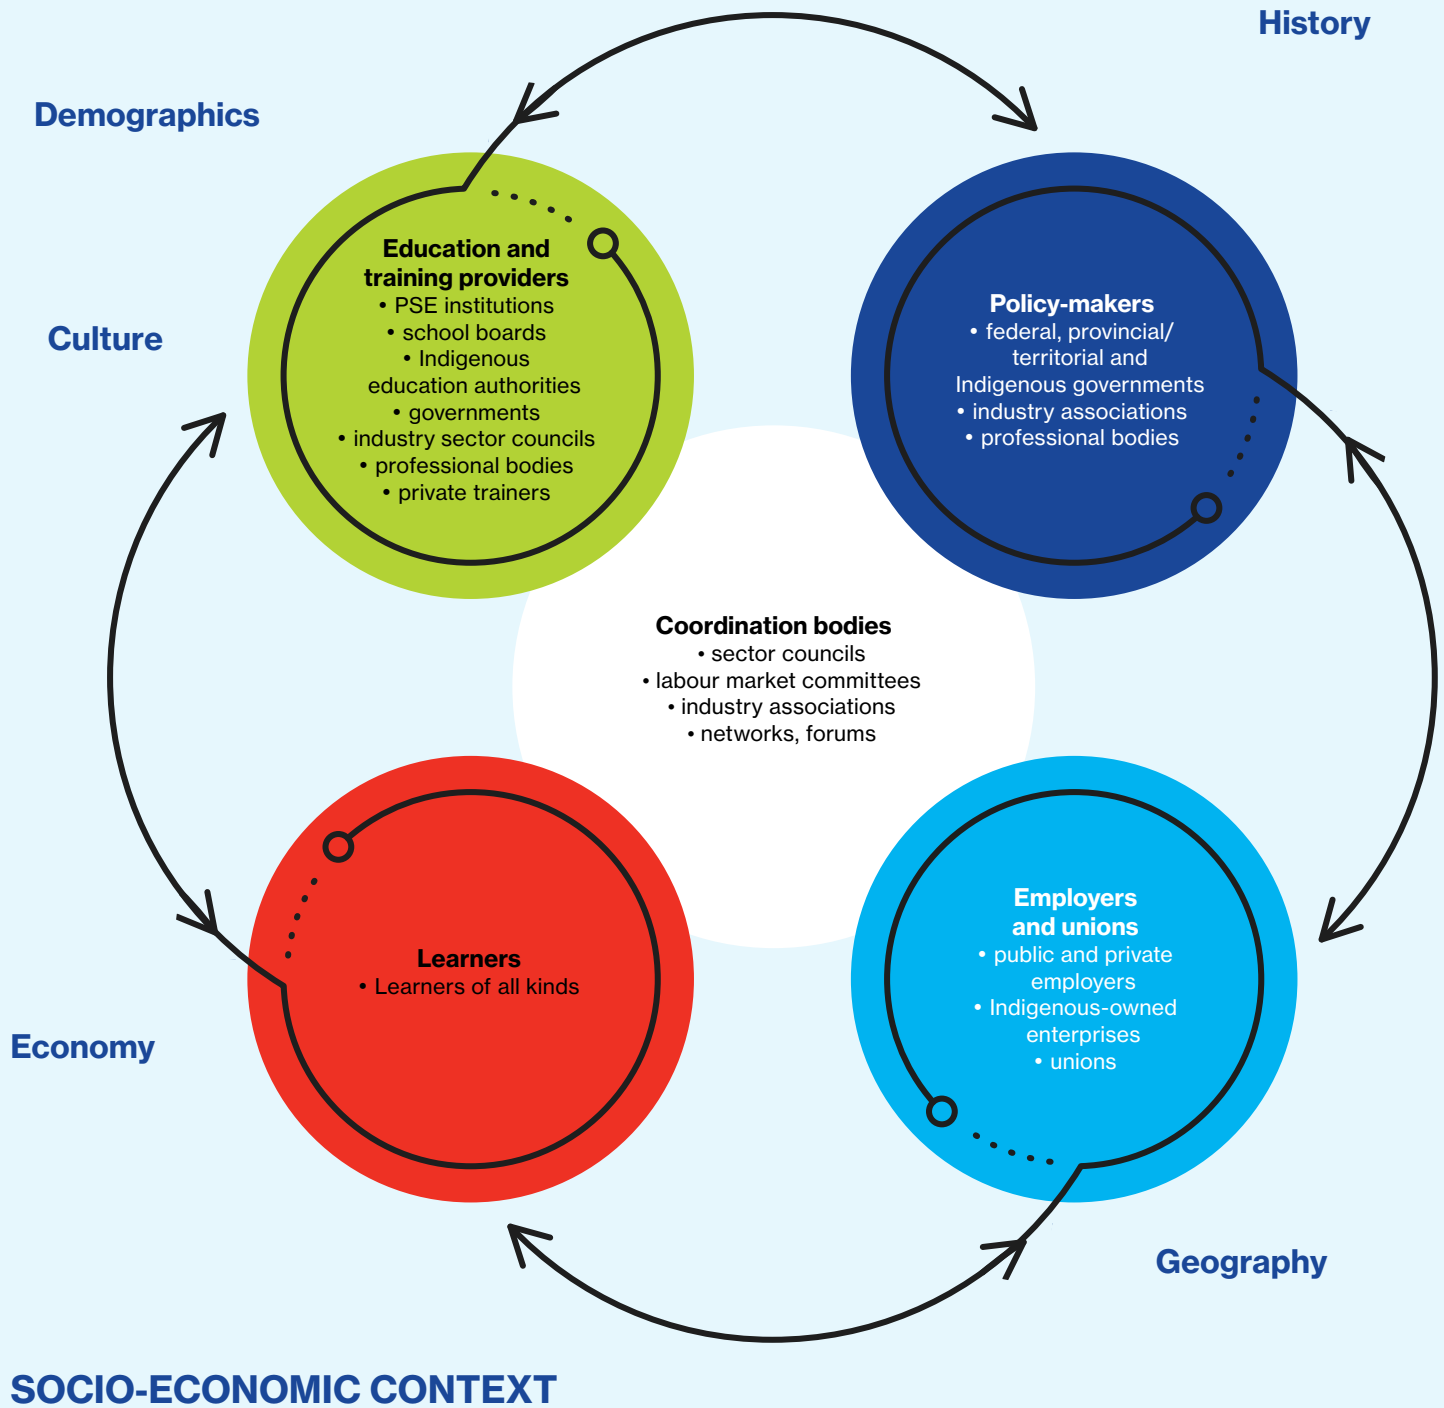 History
Demographics
Education and
training providers
• PSE institutions
• school boards
• Indigenous
education authorities
• governments
• industry sector councils
• professional bodies
• private trainers
Policy-makers
• federal, provincial/
territorial and
Indigenous governments
• industry associations
• professional bodies
Culture
Coordination bodies
• sector councils
• labour market committees
• industry associations
• networks, forums
Learners
• Learners of all kinds
Employers
and unions
• public and private
employers
• Indigenous-owned
enterprises
• unions
Economy
Geography
SOCIO-ECONOMIC CONTEXT